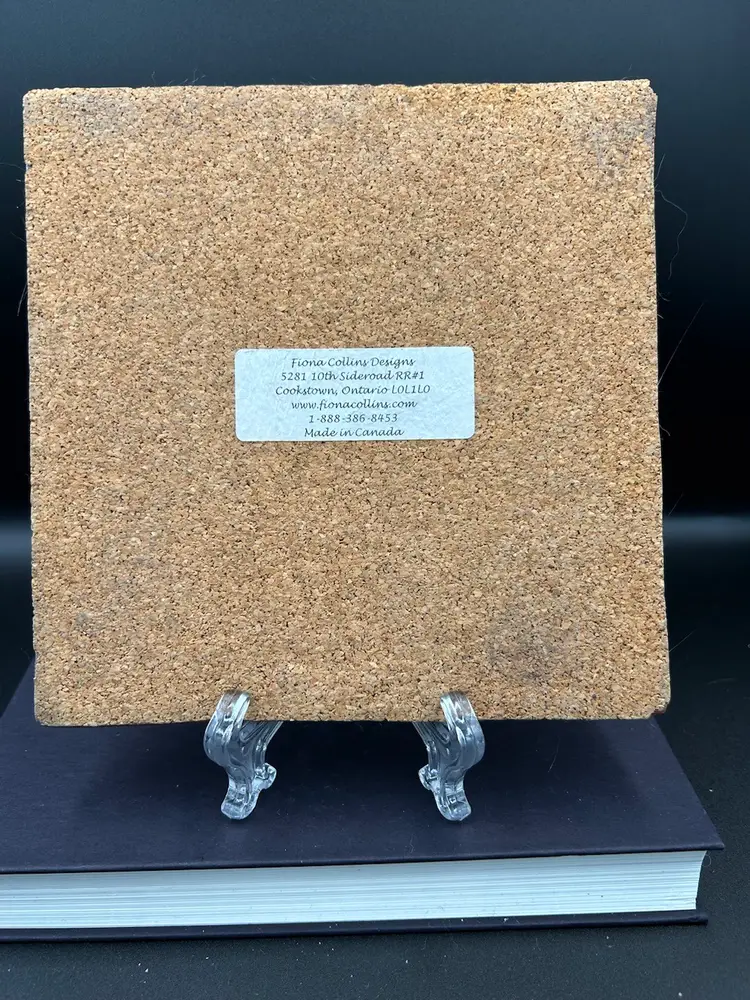 Fiona Collins Designs
5281 10th Sideroad RR#1
Cookstown, Ontario L0L1L0
www.fionacollins.com
1-888-386-8453
Made in Canada